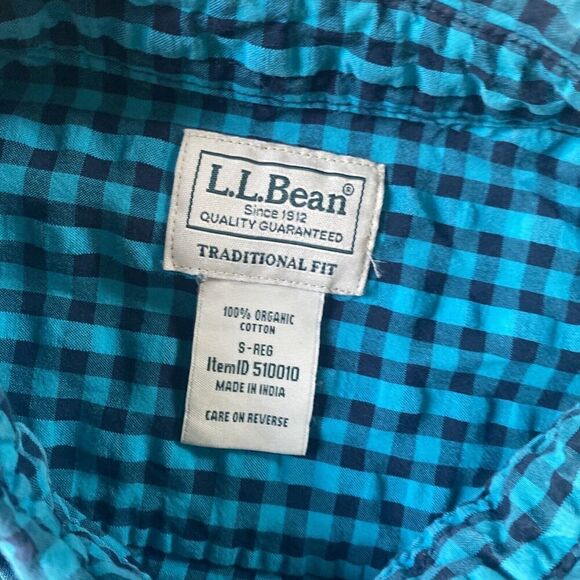 L.L.Bean®
Since 1912
QUALITY GUARANTEED
TRADITIONAL FIT
100% ORGANIC
COTTON
S-REG
ItemID 510010
MADE IN INDIA
CARE ON REVERSE